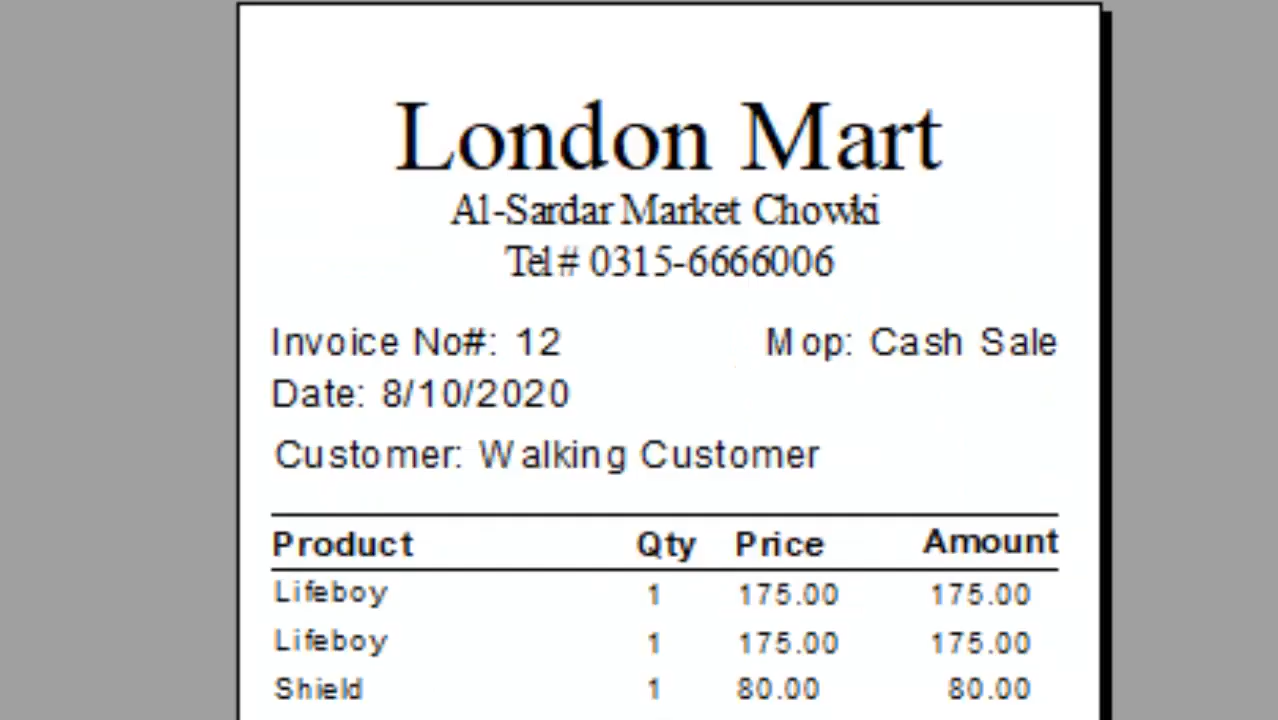 London Mart
Al-Sardar Market Chowki
Tel# 0315-6666006
Invoice No#: 12 Mop: Cash Sale
Date: 8/10/2020
Customer: Walking Customer
Product Qty Price Amount
Lifeboy 1 175.00 175.00
Lifeboy 1 175.00 175.00
Shield 1 80.00 80.00